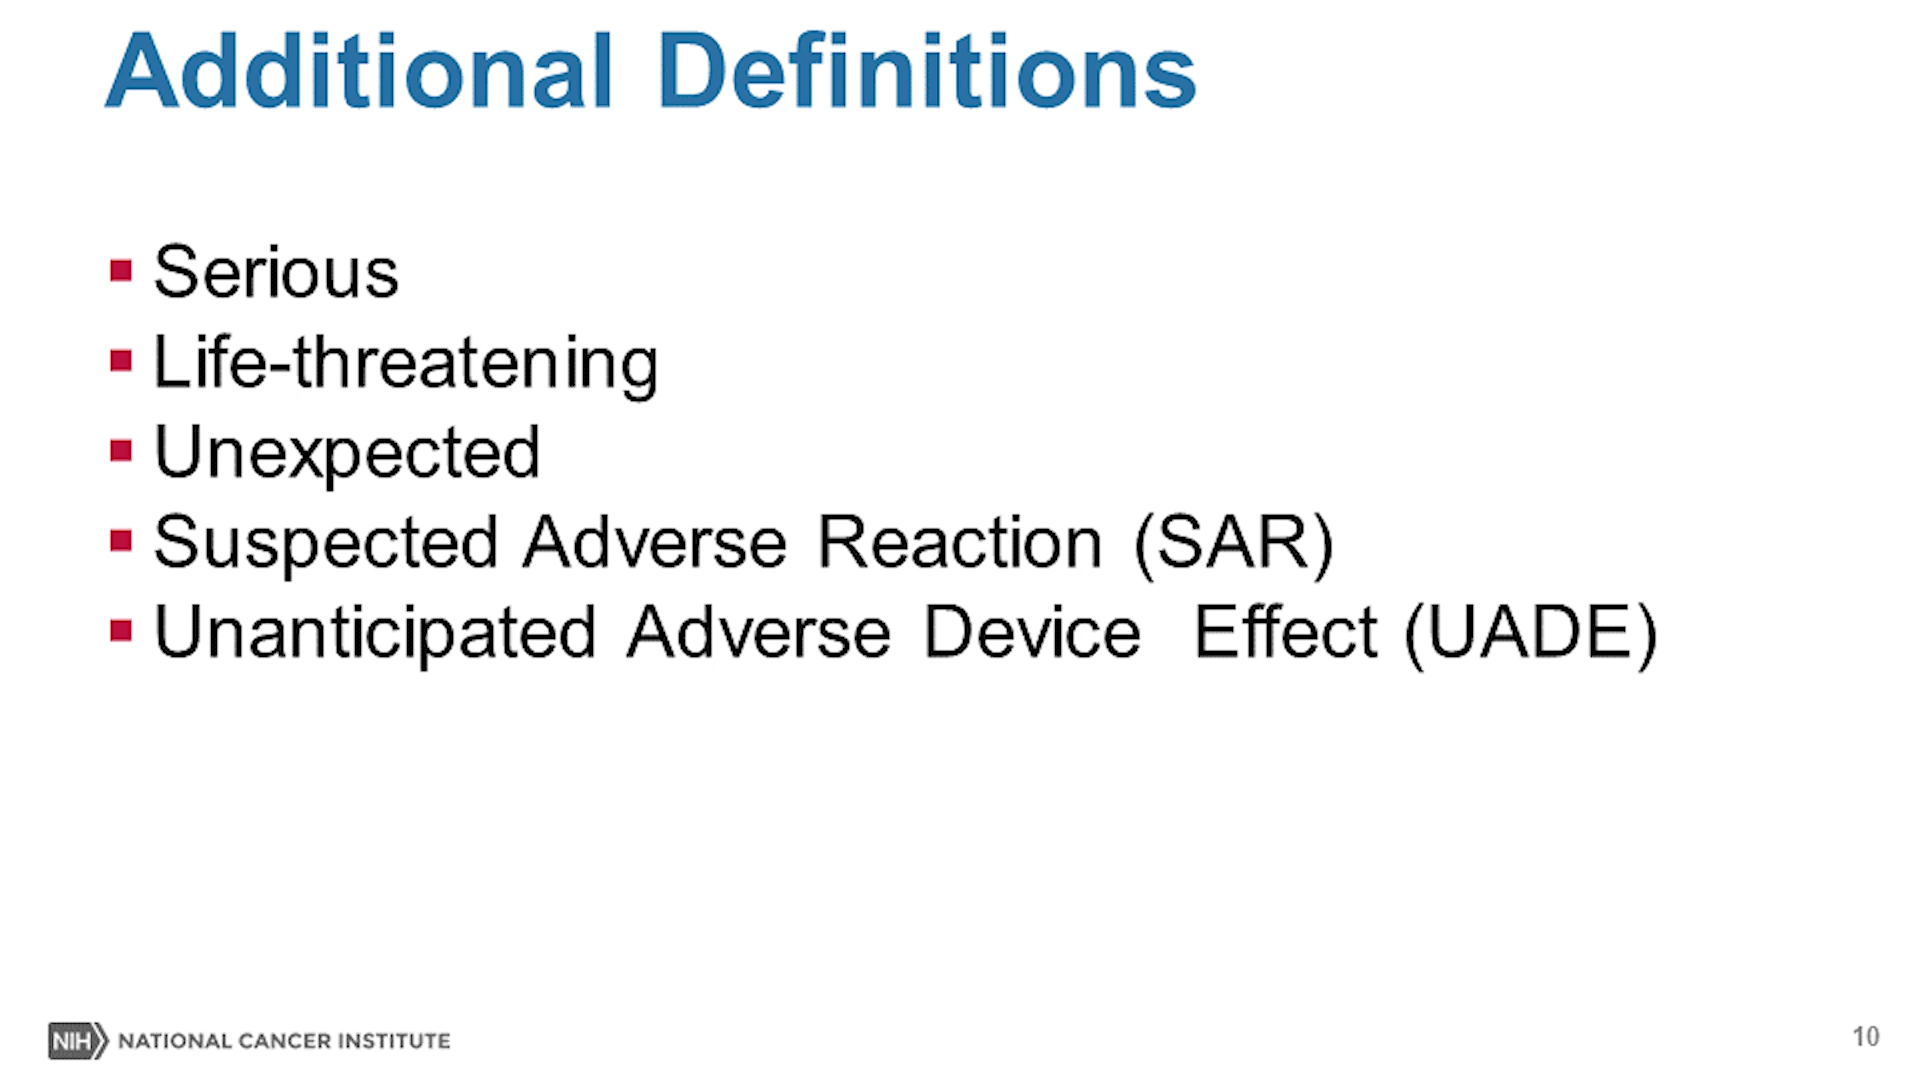 Additional Definitions
▪ Serious
▪ Life-threatening
▪ Unexpected
▪ Suspected Adverse Reaction (SAR)
▪ Unanticipated Adverse Device Effect (UADE)
NIH NATIONAL CANCER INSTITUTE
10